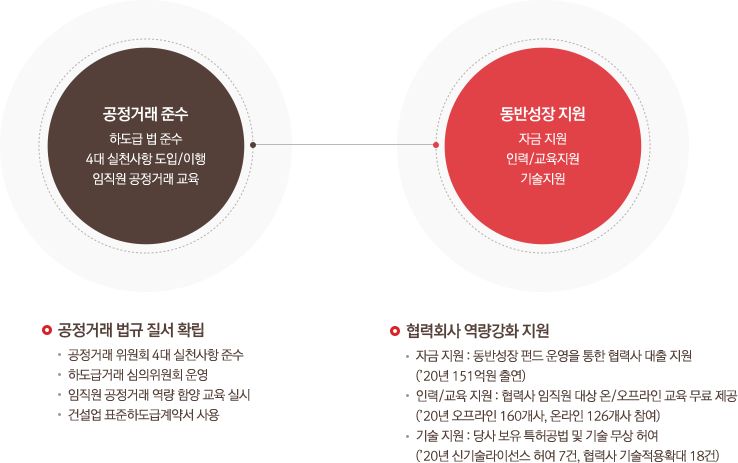 공정거래 준수
하도급 법 준수
4대 실천사항 도입/이행
임직원 공정거래 교육
동반성장 지원
자금 지원
인력/교육지원
기술지원
공정거래 법규 질서 확립
• 공정거래 위원회 4대 실천사항 준수
• 하도급거래 심의위원회 운영
• 임직원 공정거래 역량 함양 교육 실시
• 건설업 표준하도급계약서 사용
협력회사 역량강화 지원
• 자금 지원 : 동반성장 펀드 운영을 통한 협력사 대출 지원
('20년 151억원 출연)
• 인력/교육 지원 : 협력사 임직원 대상 온/오프라인 교육 무료 제공
('20년 오프라인 160개사, 온라인 126개사 참여)
• 기술 지원 : 당사 보유 특허공법 및 기술 무상 허여
('20년 신기술라이선스 허여 7건, 협력사 기술적용확대 18건)